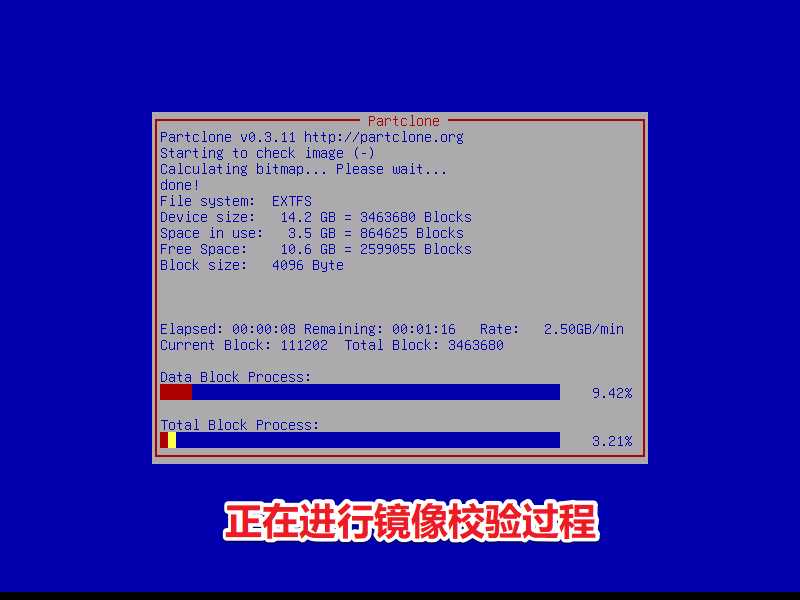 Partclone
Partclone v0.3.11 http://partclone.org
Starting to check image (-)
Calculating bitmap... Please wait...
done!
File system:  EXTFS
Device size:   14.2 GB = 3463680 Blocks
Space in use:   3.5 GB = 864625 Blocks
Free Space:    10.6 GB = 2599055 Blocks
Block size:   4096 Byte
Elapsed: 00:00:08 Remaining: 00:01:16   Rate:   2.50GB/min
Current Block: 111202  Total Block: 3463680
Data Block Process:
9.42%
Total Block Process:
3.21%
正在进行镜像校验过程